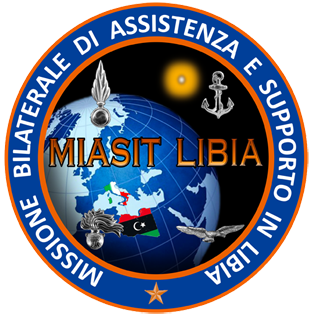 MISSIONE BILATERALE DI ASSISTENZA E SUPPORTO IN LIBIA
MIASIT LIBIA